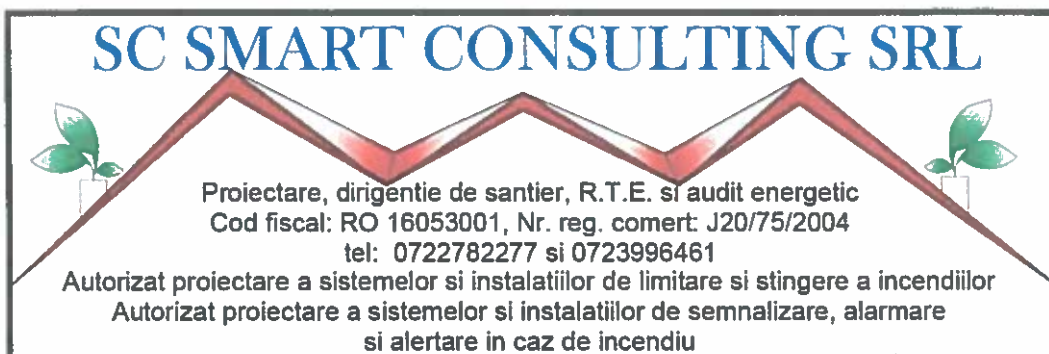 SC SMART CONSULTING SRL
Proiectare, dirigentie de santier, R.T.E. si audit energetic
Cod fiscal: RO 16053001, Nr. reg. comert: J20/75/2004
tel: 0722782277 si 0723996461
Autorizat proiectare a sistemelor si instalatiilor de limitare si stingere a incendiilor
Autorizat proiectare a sistemelor si instalatiilor de semnalizare, alarmare
si alertare in caz de incendiu